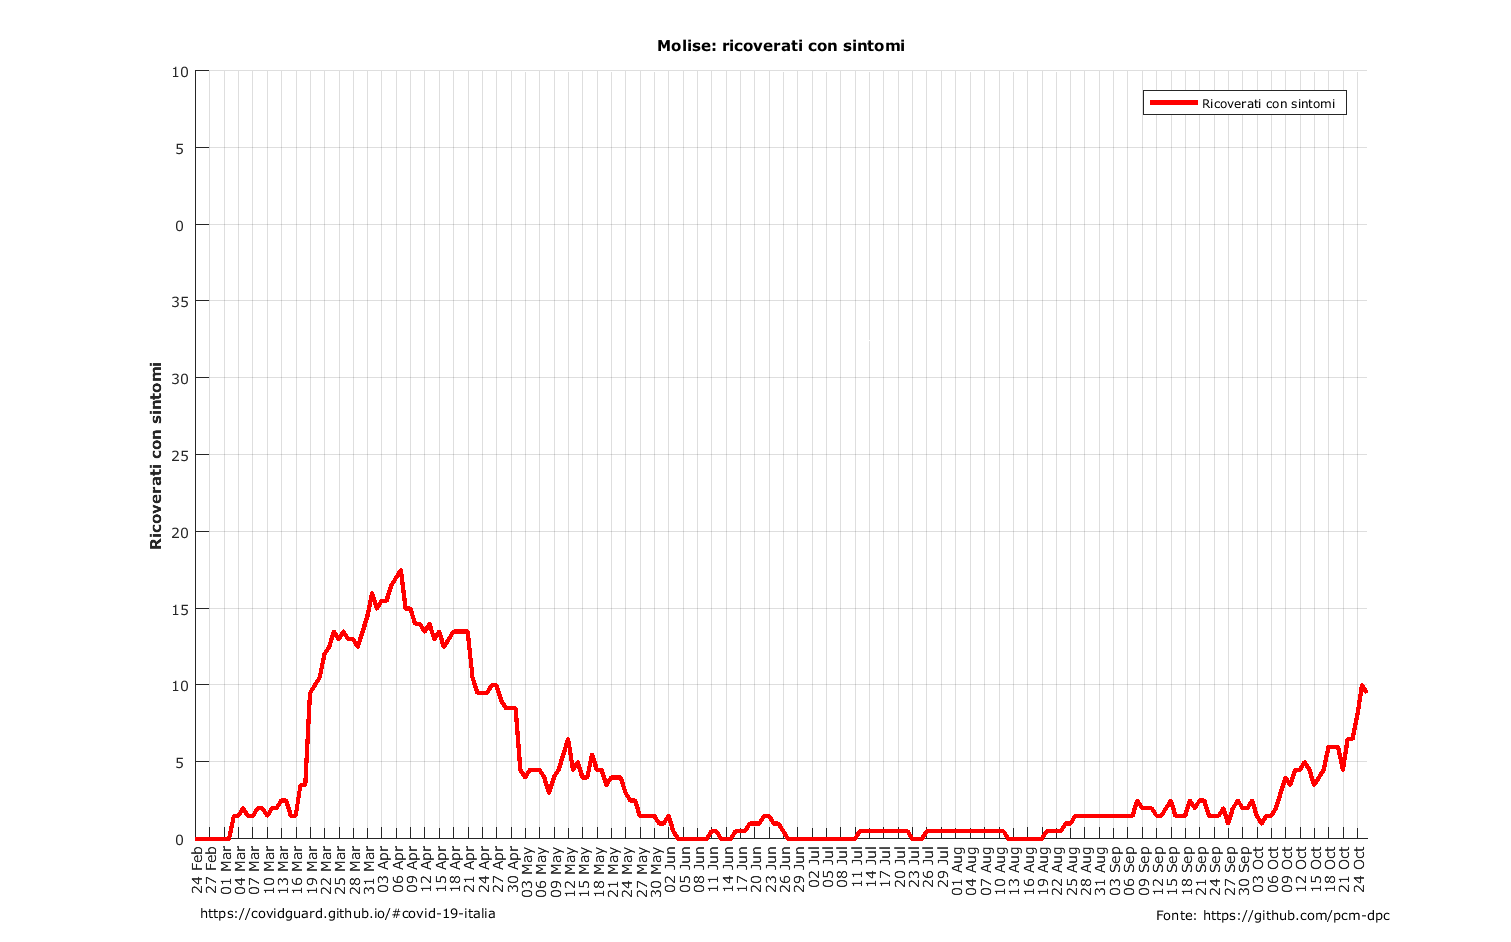 Molise: ricoverati con sintomi
10
5
0
35
30
25
20
15
10
5
0
Ricoverati con sintomi
Ricoverati con sintomi
24 Feb
27 Feb
01 Mar
04 Mar
07 Mar
10 Mar
13 Mar
16 Mar
19 Mar
22 Mar
25 Mar
28 Mar
31 Mar
03 Apr
06 Apr
09 Apr
12 Apr
15 Apr
18 Apr
21 Apr
24 Apr
27 Apr
30 Apr
03 May
06 May
09 May
12 May
15 May
18 May
21 May
24 May
27 May
30 May
02 Jun
05 Jun
08 Jun
11 Jun
14 Jun
17 Jun
20 Jun
23 Jun
26 Jun
29 Jun
02 Jul
05 Jul
08 Jul
11 Jul
14 Jul
17 Jul
20 Jul
23 Jul
26 Jul
29 Jul
01 Aug
04 Aug
07 Aug
10 Aug
13 Aug
16 Aug
19 Aug
22 Aug
25 Aug
28 Aug
31 Aug
03 Sep
06 Sep
09 Sep
12 Sep
15 Sep
18 Sep
21 Sep
24 Sep
27 Sep
30 Sep
03 Oct
06 Oct
09 Oct
12 Oct
15 Oct
18 Oct
21 Oct
24 Oct
https://covidguard.github.io/#covid-19-italia
Fonte: https://github.com/pcm-dpc